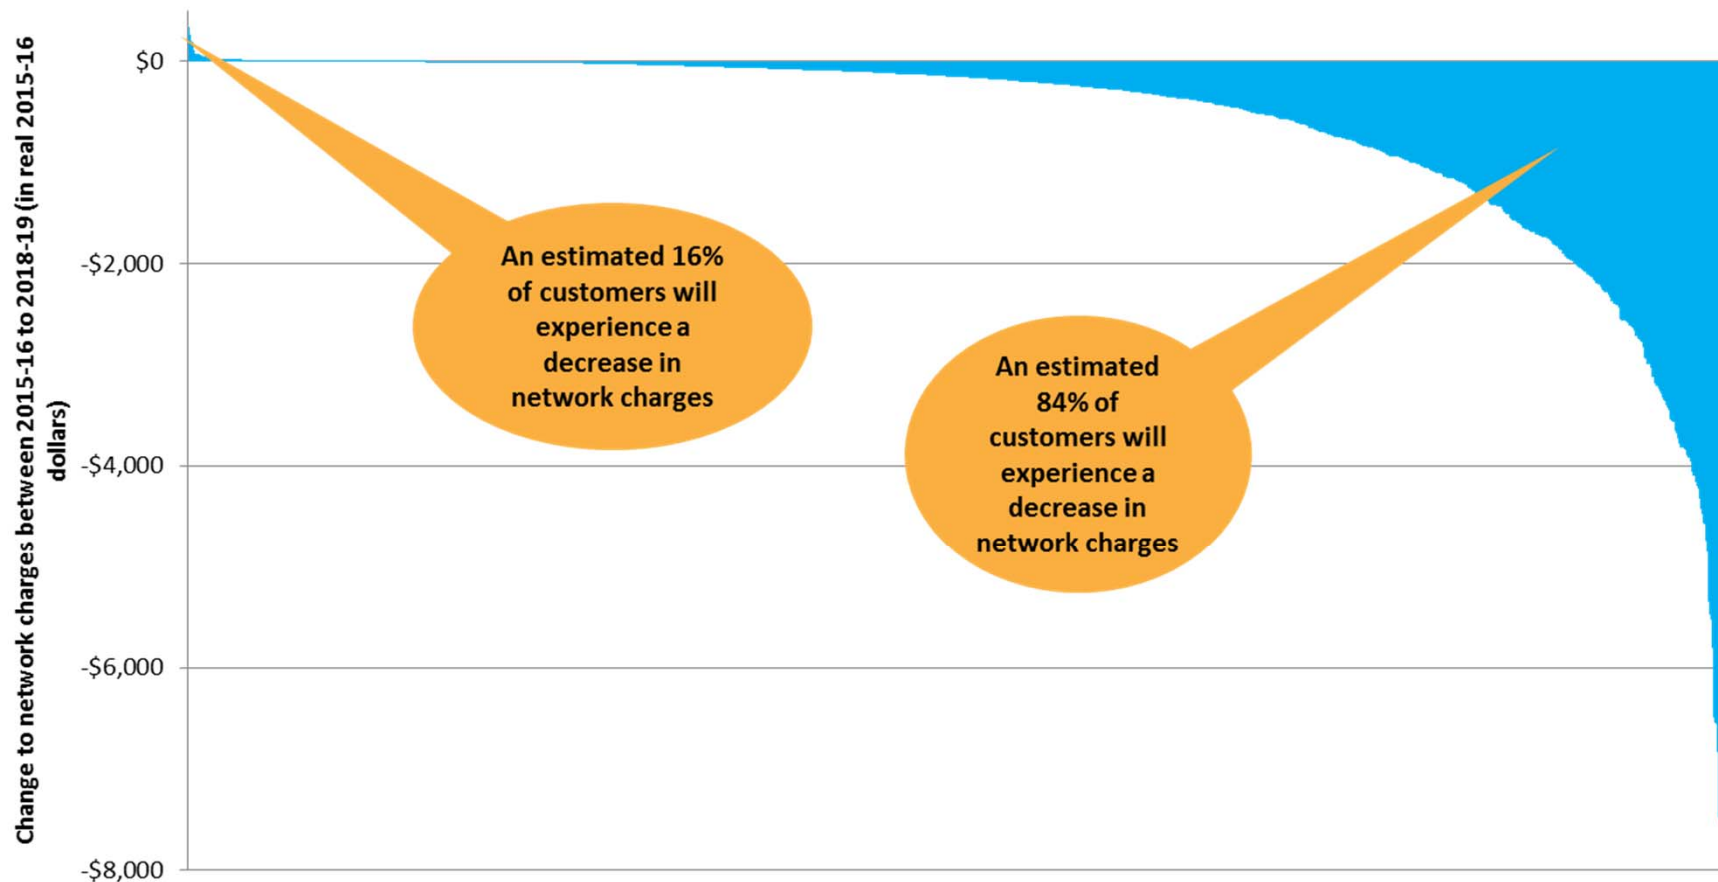 Change to network charges between 2015-16 to 2018-19 (in real 2015-16
dollars)
$0
-$2,000
-$4,000
-$6,000
-$8,000
An estimated 16%
of customers will
experience a
decrease in
network charges
An estimated
84% of
customers will
experience a
decrease in
network charges